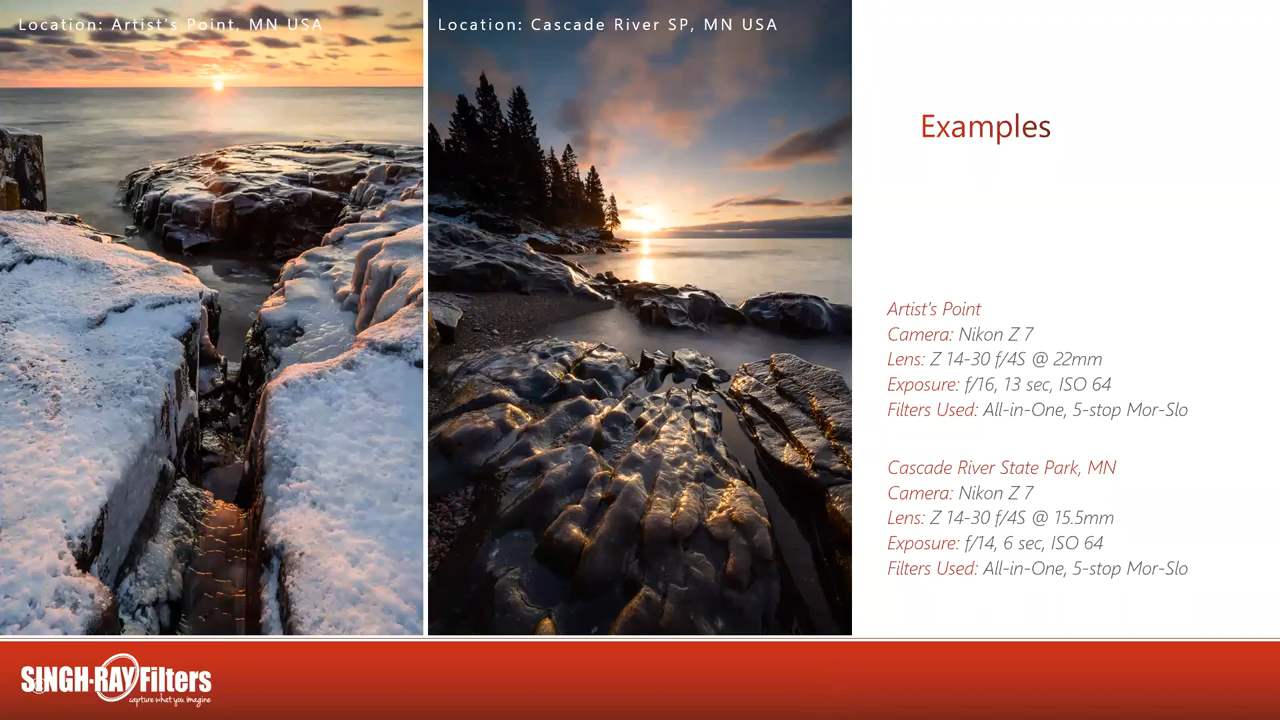 Location: Artist's Point, MN USA
Location: Cascade River SP, MN USA
Examples
Artist's Point
Camera: Nikon Z 7
Lens: Z 14-30 f/4S @ 22mm
Exposure: f/16, 13 sec, ISO 64
Filters Used: All-in-One, 5-stop Mor-Slo
Cascade River State Park, MN
Camera: Nikon Z 7
Lens: Z 14-30 f/4S @ 15.5mm
Exposure: f/14, 6 sec, ISO 64
Filters Used: All-in-One, 5-stop Mor-Slo
SINGH-RAY Filters
capture what you imagine